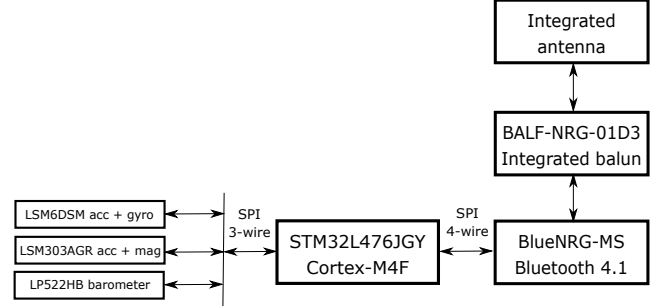 Integrated
antenna
BALF-NRG-01D3
Integrated balun
LSM6DSM acc + gyro
LSM303AGR acc + mag
LP522HB barometer
SPI
3-wire
STM32L476JGY
Cortex-M4F
SPI
4-wire
BlueNRG-MS
Bluetooth 4.1